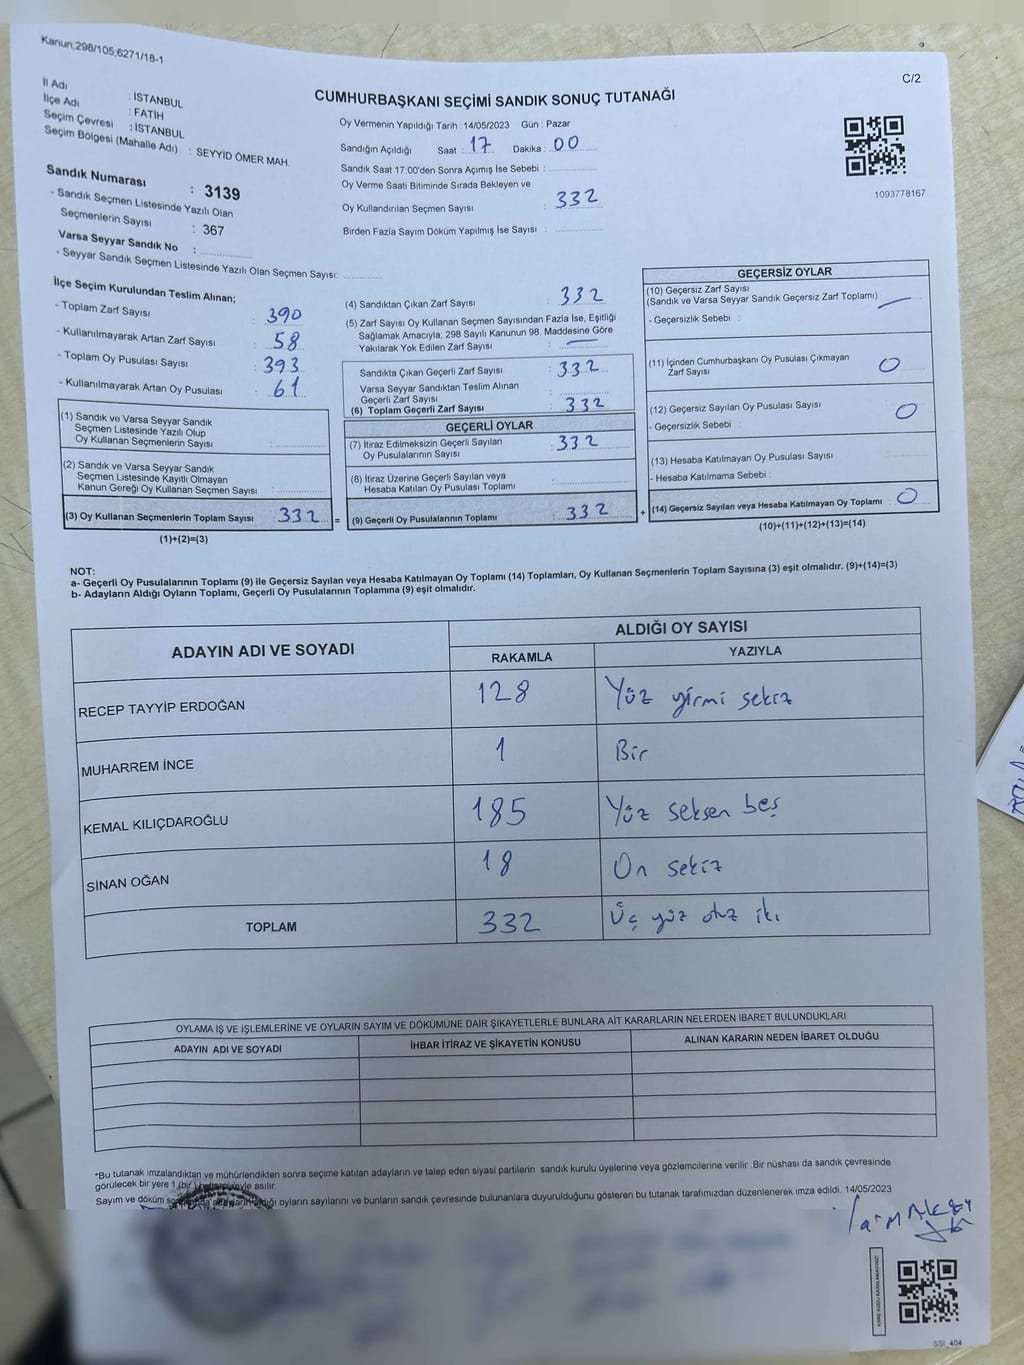 Kanun;298/105,6271/18-1
C/2
İl Adı : İSTANBUL
İlçe Adı : FATİH
Seçim Çevresi : İSTANBUL
Seçim Bölgesi (Mahalle Adı) : SEYYİD ÖMER MAH.
Sandık Numarası : 3139
- Sandık Seçmen Listesinde Yazılı Olan
Seçmenlerin Sayısı : 367
Varsa Seyyar Sandık No :
- Seyyar Sandık Seçmen Listesinde Yazılı Olan Seçmen Sayısı:
CUMHURBAŞKANI SEÇİMİ SANDIK SONUÇ TUTANAĞI
Oy Vermenin Yapıldığı Tarih : 14/05/2023 Gün : Pazar
Sandığın Açıldığı Saat : 17 Dakika : 00
Sandık Saat 17:00'den Sonra Açımış İse Sebebi :
Oy Verme Saati Bitiminde Sırada Bekleyen ve
Oy Kullandırılan Seçmen Sayısı : 332
Birden Fazla Sayım Döküm Yapılmış İse Sayısı :
1093778167
İlçe Seçim Kurulundan Teslim Alınan;
- Toplam Zarf Sayısı : 390
- Kullanılmayarak Artan Zarf Sayısı : 58
- Toplam Oy Pusulası Sayısı : 393
- Kullanılmayarak Artan Oy Pusulası : 61
(1) Sandık ve Varsa Seyyar Sandık
Seçmen Listesinde Yazılı Olup
Oy Kullanan Seçmenlerin Sayısı :
(2) Sandık ve Varsa Seyyar Sandık
Seçmen Listesinde Kayıtlı Olmayan
Kanun Gereği Oy Kullanan Seçmen Sayısı :
(3) Oy Kullanan Seçmenlerin Toplam Sayısı 332 =
(1)+(2)=(3)
(4) Sandıktan Çıkan Zarf Sayısı : 332
(5) Zarf Sayısı Oy Kullanan Seçmen Sayısından Fazla İse, Eşitliği
Sağlamak Amacıyla, 298 Sayılı Kanunun 98. Maddesine Göre
Yakılarak Yok Edilen Zarf Sayısı : —
Sandıkta Çıkan Geçerli Zarf Sayısı : 332
Varsa Seyyar Sandıktan Teslim Alınan
Geçerli Zarf Sayısı :
(6) Toplam Geçerli Zarf Sayısı : 332
GEÇERLİ OYLAR
(7) İtiraz Edilmeksizin Geçerli Sayılan
Oy Pusulalarının Sayısı : 332
(8) İtiraz Üzerine Geçerli Sayılan veya
Hesaba Katılan Oy Pusulası Toplamı :
(9) Geçerli Oy Pusulalarının Toplamı : 332 +
GEÇERSİZ OYLAR
(10) Geçersiz Zarf Sayısı
(Sandık ve Varsa Seyyar Sandık Geçersiz Zarf Toplamı) —
- Geçersizlik Sebebi :
(11) İçinden Cumhurbaşkanı Oy Pusulası Çıkmayan
Zarf Sayısı 0
(12) Geçersiz Sayılan Oy Pusulası Sayısı 0
- Geçersizlik Sebebi :
(13) Hesaba Katılmayan Oy Pusulası Sayısı
- Hesaba Katılmama Sebebi :
(14) Geçersiz Sayılan veya Hesaba Katılmayan Oy Toplamı : 0
(10)+(11)+(12)+(13)=(14)
NOT:
a- Geçerli Oy Pusulalarının Toplamı (9) ile Geçersiz Sayılan veya Hesaba Katılmayan Oy Toplamı (14) Toplamları, Oy Kullanan Seçmenlerin Toplam Sayısına (3) eşit olmalıdır. (9)+(14)=(3)
b- Adayların Aldığı Oyların Toplamı, Geçerli Oy Pusulalarının Toplamına (9) eşit olmalıdır.
ADAYIN ADI VE SOYADI
ALDIĞI OY SAYISI
RAKAMLA YAZIYLA
RECEP TAYYİP ERDOĞAN 128 Yüz yirmi sekiz
MUHARREM İNCE 1 Bir
KEMAL KILIÇDAROĞLU 185 Yüz seksen beş
SİNAN OĞAN 18 On sekiz
TOPLAM 332 Üç yüz otuz iki
OYLAMA İŞ VE İŞLEMLERİNE VE OYLARIN SAYIM VE DÖKÜMÜNE DAİR ŞİKAYETLERLE BUNLARA AİT KARARLARIN NELERDEN İBARET BULUNDUKLARI
ADAYIN ADI VE SOYADI İHBAR İTİRAZ VE ŞİKAYETİN KONUSU ALINAN KARARIN NEDEN İBARET OLDUĞU
*Bu tutanak imzalandıktan ve mühürlendikten sonra seçime katılan adayların ve talep eden siyasi partilerin sandık kurulu üyelerine veya gözlemcilerine verilir .Bir nüshası da sandık çevresinde
görülecek bir yere 1 (bir) asılır.
Sayım ve döküm oyların sayılarını ve bunların sandık çevresinde bulunanlara duyurulduğunu gösteren bu tutanak tarafımızdan düzenlenerek imza edildi. 14/05/2023
SSI_404